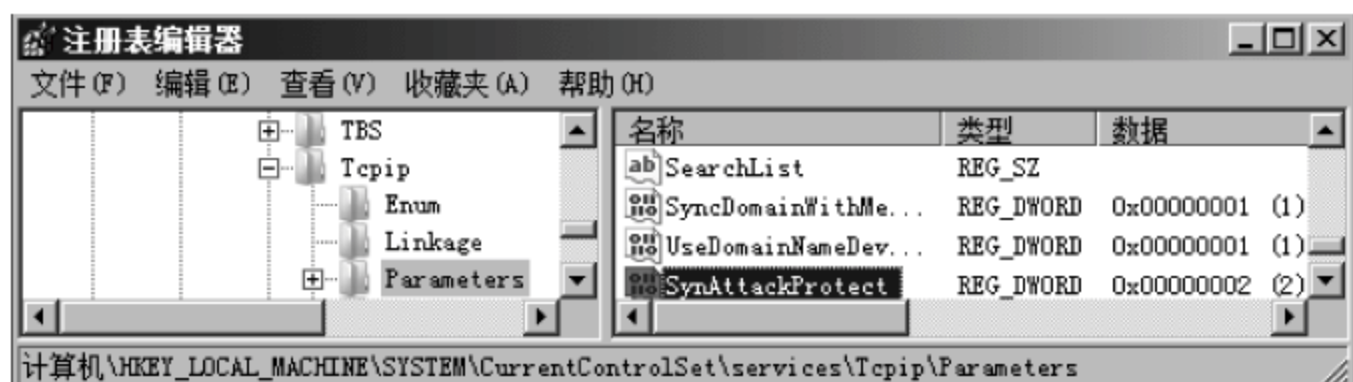 注册表编辑器
文件(F) 编辑(E) 查看(V) 收藏夹(A) 帮助(H)
TBS
Tcpip
Enum
Linkage
Parameters
名称 类型 数据
SearchList REG_SZ
SyncDomainWithMe... REG_DWORD 0x00000001 (1)
UseDomainNameDev... REG_DWORD 0x00000001 (1)
SynAttackProtect REG_DWORD 0x00000002 (2)
计算机\HKEY_LOCAL_MACHINE\SYSTEM\CurrentControlSet\services\Tcpip\Parameters